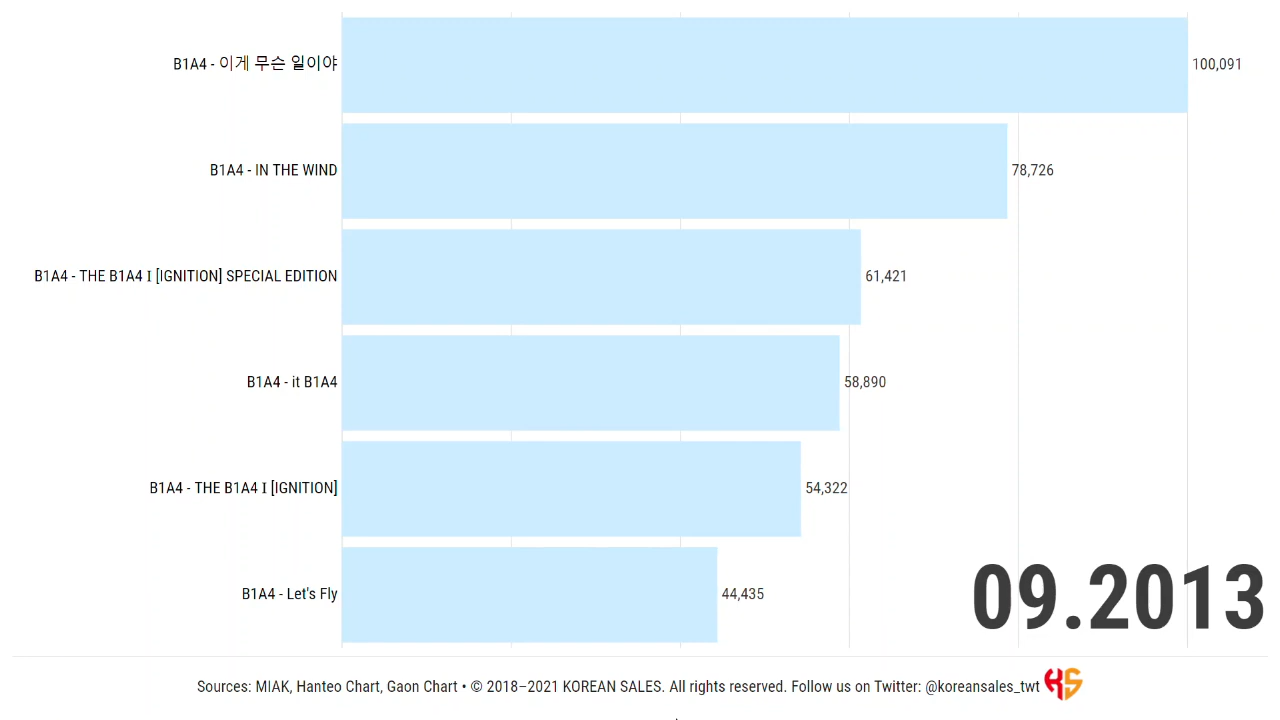 B1A4 - 이게 무슨 일이야 100,091
B1A4 - IN THE WIND 78,726
B1A4 - THE B1A4 Ⅰ [IGNITION] SPECIAL EDITION 61,421
B1A4 - it B1A4 58,890
B1A4 - THE B1A4 Ⅰ [IGNITION] 54,322
B1A4 - Let's Fly 44,435
09.2013
Sources: MIAK, Hanteo Chart, Gaon Chart • © 2018–2021 KOREAN SALES. All rights reserved. Follow us on Twitter: @koreansales_twt KS